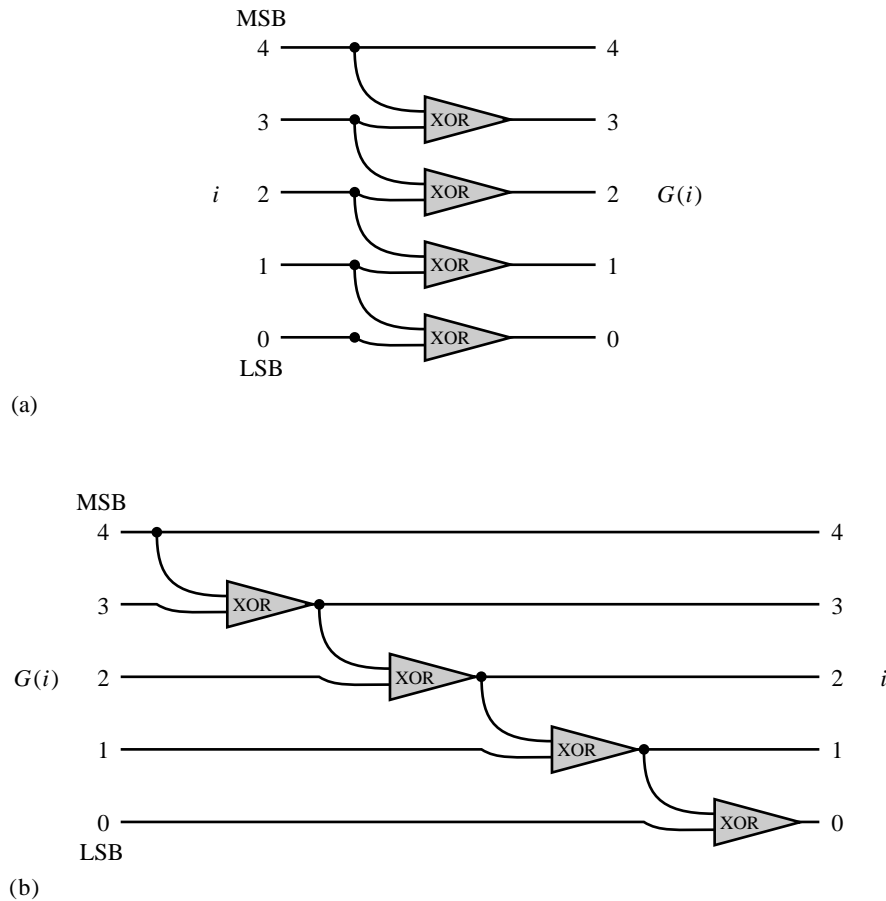 MSB
4 4
XOR
3 3
XOR
i 2 2 G(i)
XOR
1 1
XOR
0 0
LSB
(a)
MSB
4 4
XOR
3 3
XOR
G(i) 2 2 i
XOR
1 1
XOR
0 0
LSB
(b)